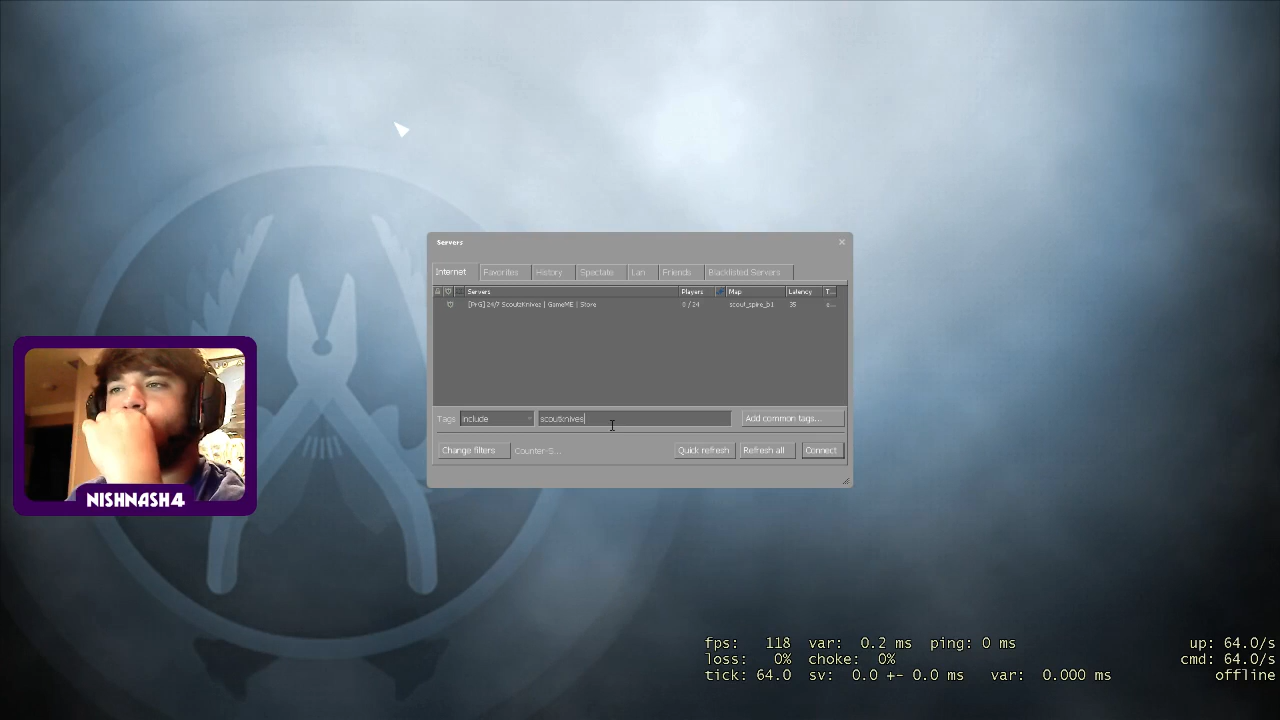 Servers
Internet Favorites History Spectate Lan Friends Blacklisted Servers
Servers Players Map Latency T...
[PrG] 24/7 ScoutzKnives | GameME | Store 0 / 24 scout_spire_b1 35 s...
Tags include scoutknives Add common tags...
Change filters Counter-S... Quick refresh Refresh all Connect
NISHNASH4
fps: 118 var: 0.2 ms ping: 0 ms up: 64.0/s
loss: 0% choke: 0% cmd: 64.0/s
tick: 64.0 sv: 0.0 +- 0.0 ms var: 0.000 ms offline